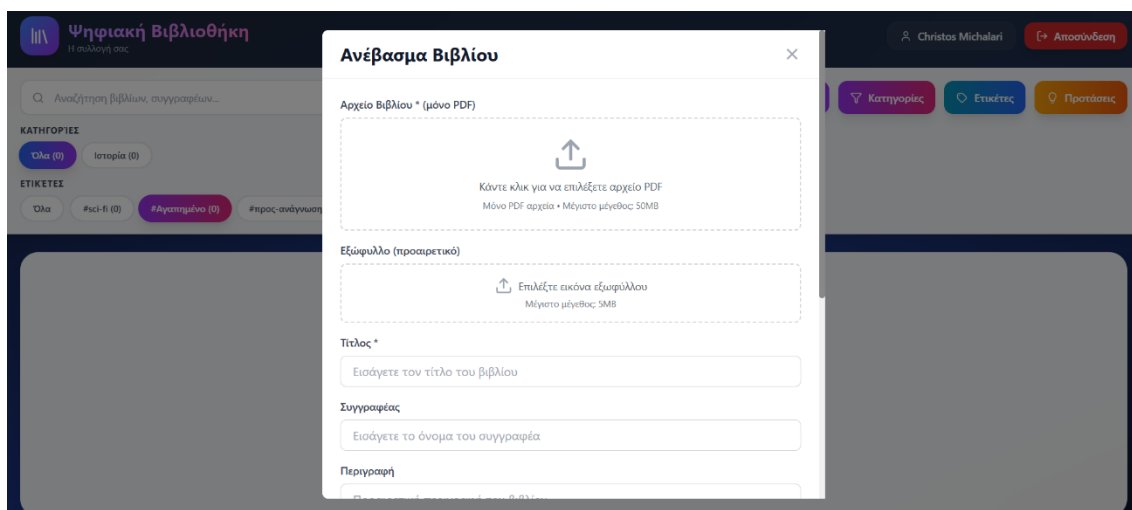 Ψηφιακή Βιβλιοθήκη
Η συλλογή σας
Christos Michalari
Αποσύνδεση
Αναζήτηση βιβλίων, συγγραφέων...
Κατηγορίες
Ετικέτες
Προτάσεις
ΚΑΤΗΓΟΡΊΕΣ
Όλα (0)
Ιστορία (0)
ΕΤΙΚΈΤΕΣ
Όλα
#sci-fi (0)
#Αγαπημένο (0)
#προς-ανάγνωση
Ανέβασμα Βιβλίου
Αρχείο Βιβλίου * (μόνο PDF)
Κάντε κλικ για να επιλέξετε αρχείο PDF
Μόνο PDF αρχεία • Μέγιστο μέγεθος: 50MB
Εξώφυλλο (προαιρετικό)
Επιλέξτε εικόνα εξωφύλλου
Μέγιστο μέγεθος: 5MB
Τίτλος *
Εισάγετε τον τίτλο του βιβλίου
Συγγραφέας
Εισάγετε το όνομα του συγγραφέα
Περιγραφή